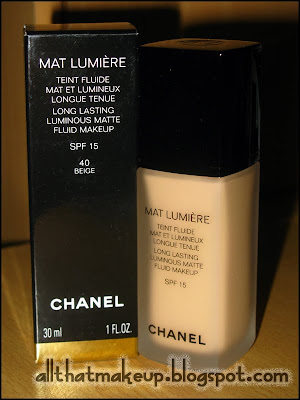 MAT LUMIÈRE
TEINT FLUIDE
MAT ET LUMINEUX
LONGUE TENUE
LONG LASTING
LUMINOUS MATTE
FLUID MAKEUP
SPF 15
40
BEIGE
CHANEL
30 ml 1 FL.OZ.
MAT LUMIÈRE
TEINT FLUIDE
MAT ET LUMINEUX
LONGUE TENUE
LONG LASTING
LUMINOUS MATTE
FLUID MAKEUP
SPF 15
CHANEL
allthatmakeup.blogspot.com